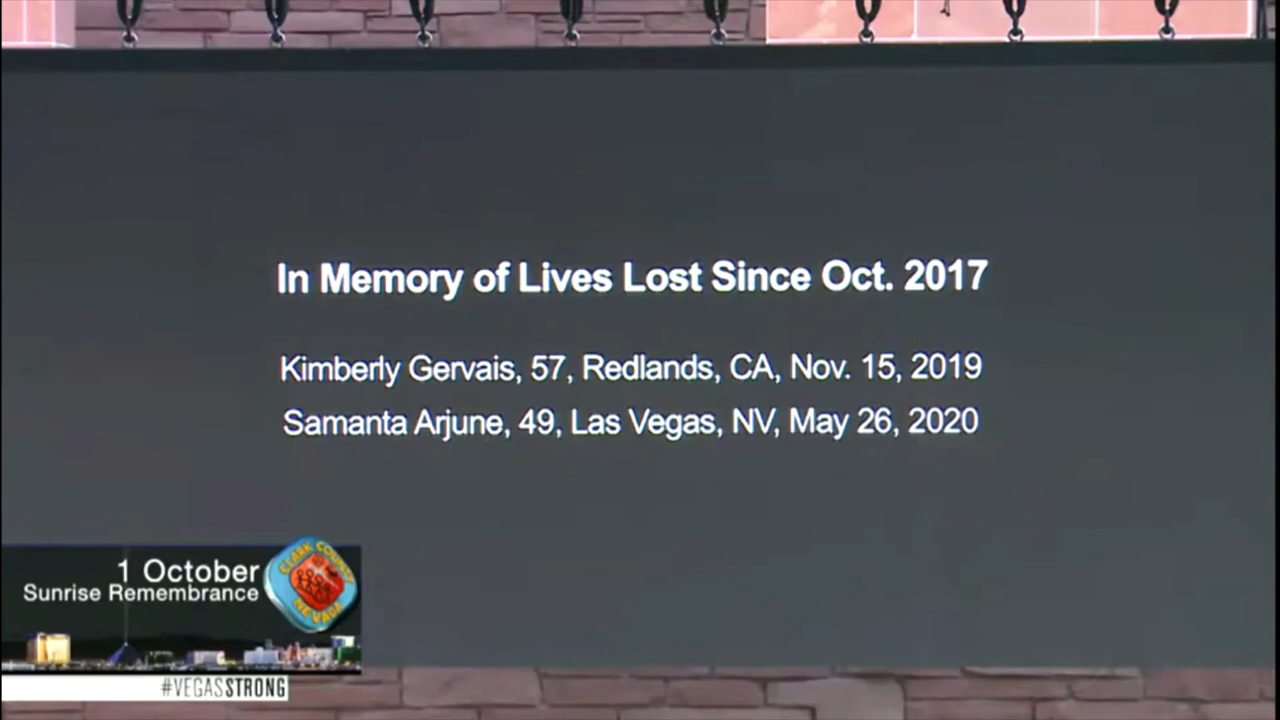 In Memory of Lives Lost Since Oct. 2017
Kimberly Gervais, 57, Redlands, CA, Nov. 15, 2019
Samanta Arjune, 49, Las Vegas, NV, May 26, 2020
1 October
Sunrise Remembrance
CLARK COUNTY
NEVADA
#VEGASSTRONG